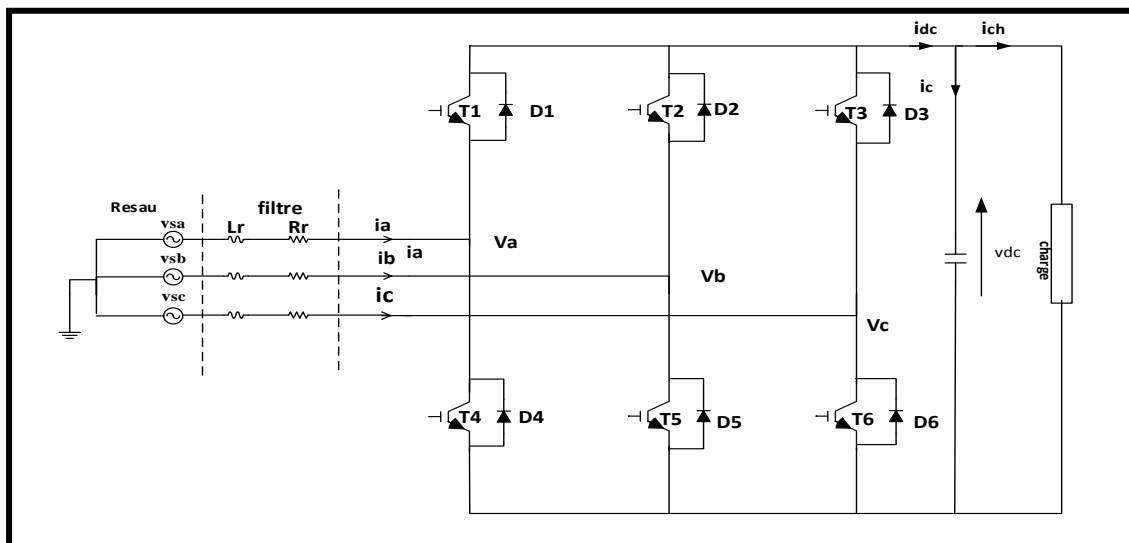 idc ich
ic
T1 D1 T2 D2 T3 D3
Resau filtre
vsa Lr Rr ia
Va
ia
vsb ib
Vb
vdc
charge
vsc ic
Vc
T4 D4 T5 D5 T6 D6